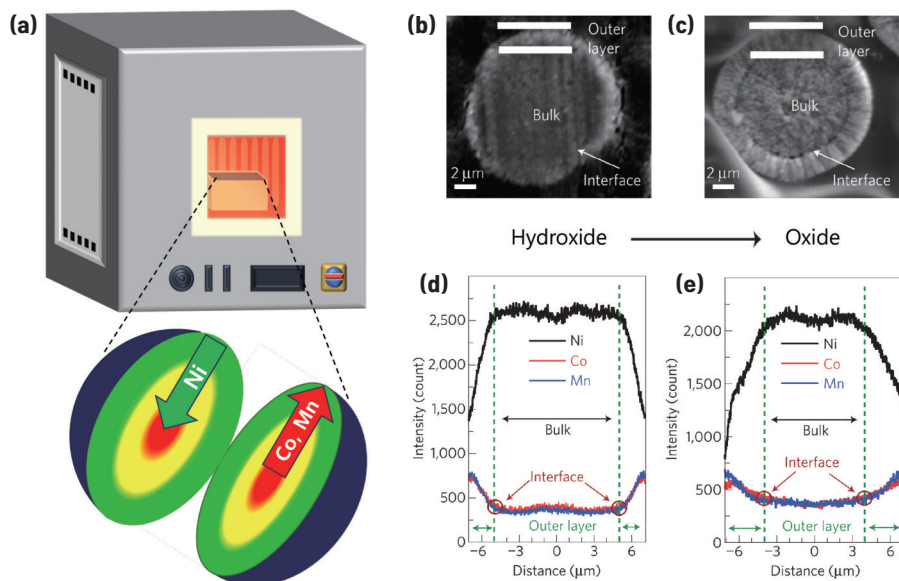 (a)
Ni
Co, Mn
(b)
Outer
layer
Bulk
2 μm
Interface
(c)
Outer
layer
Bulk
2 μm
Interface
Hydroxide
Oxide
(d)
Intensity (count)
2,500
2,000
1,500
1,000
500
0
Ni
Co
Mn
Bulk
Interface
Outer layer
-7 -6 -3 0 3 6
Distance (μm)
(e)
Intensity (count)
2,000
1,500
1,000
500
0
Ni
Co
Mn
Bulk
Interface
Outer layer
-7 -6 -3 0 3 6
Distance (μm)